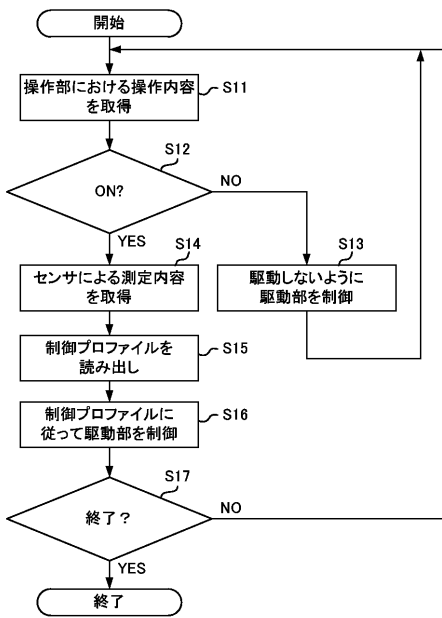 開始
操作部における操作内容
を取得
S11
S12
ON?
NO
YES
S13
駆動しないように
駆動部を制御
S14
センサによる測定内容
を取得
制御プロファイルを
読み出し
S15
制御プロファイルに
従って駆動部を制御
S16
S17
終了？
NO
YES
終了